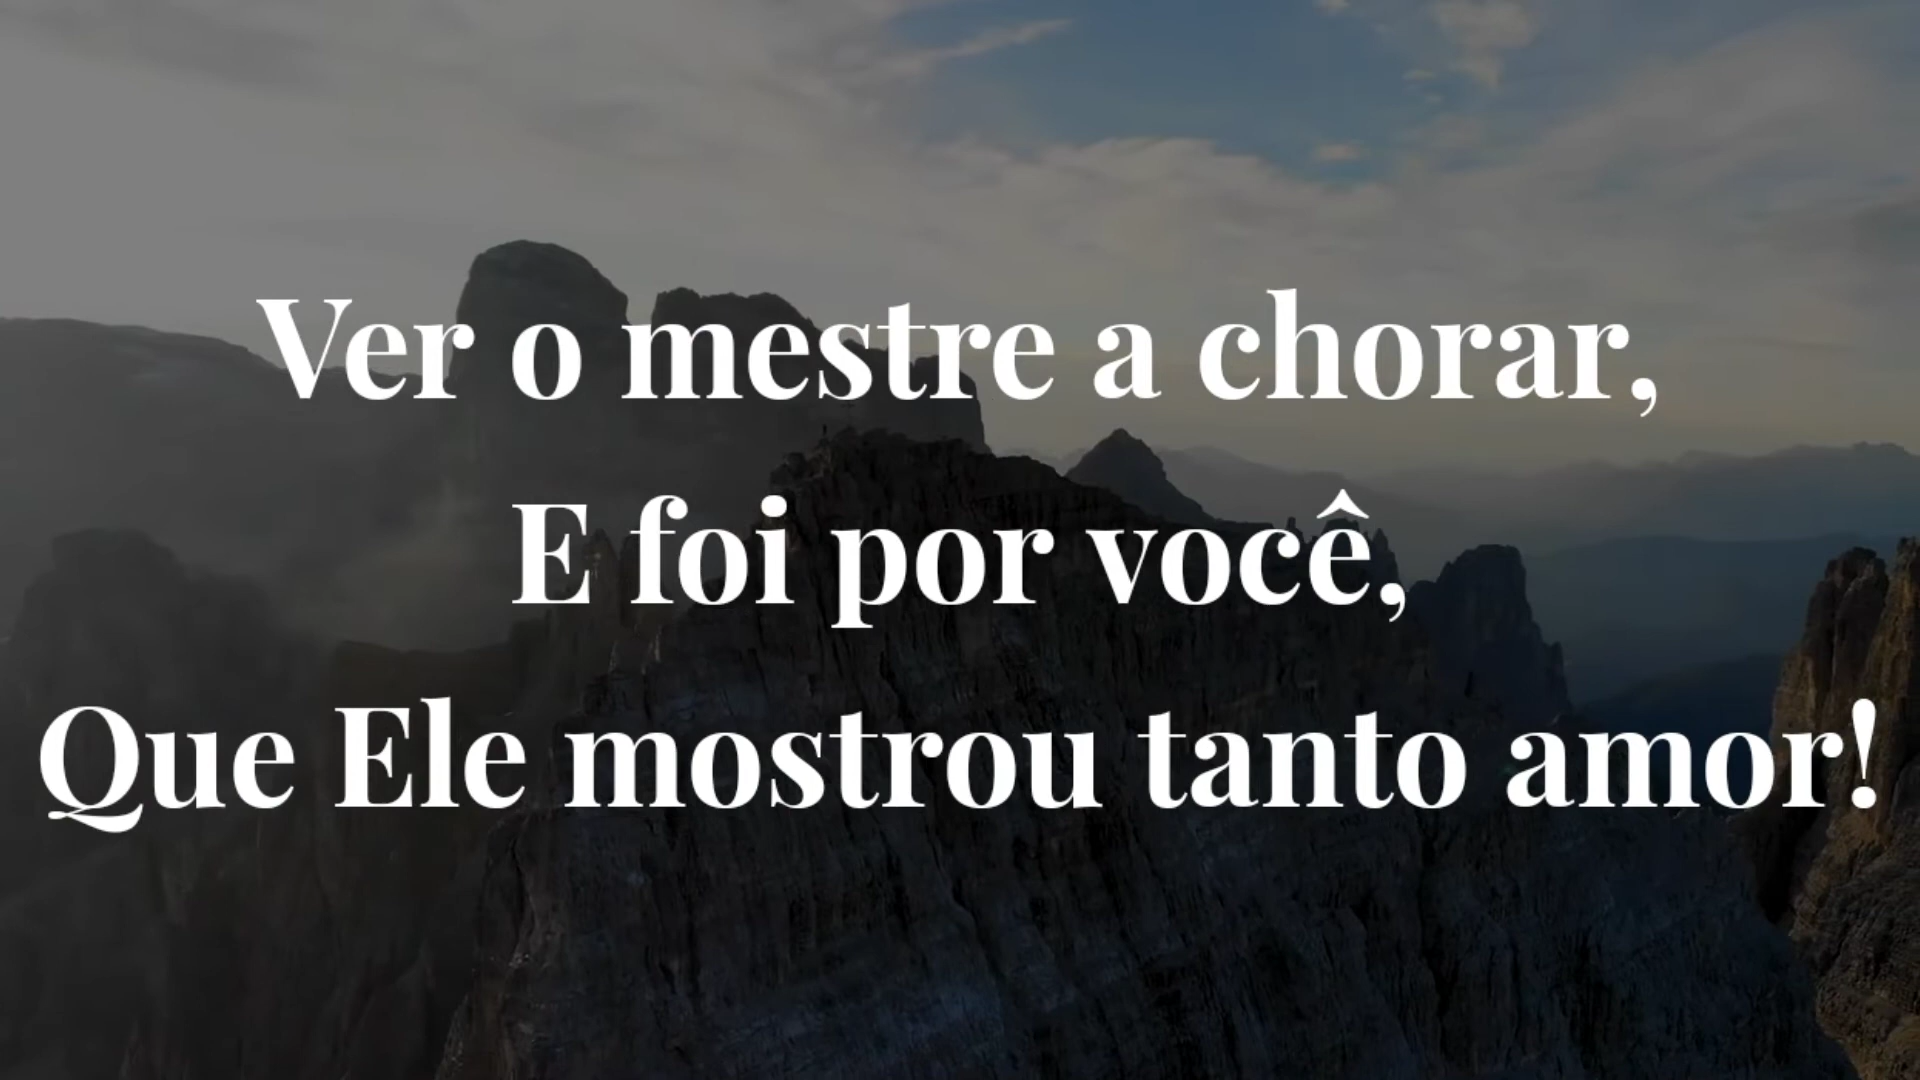 Ver o mestre a chorar,
E foi por você,
Que Ele mostrou tanto amor!